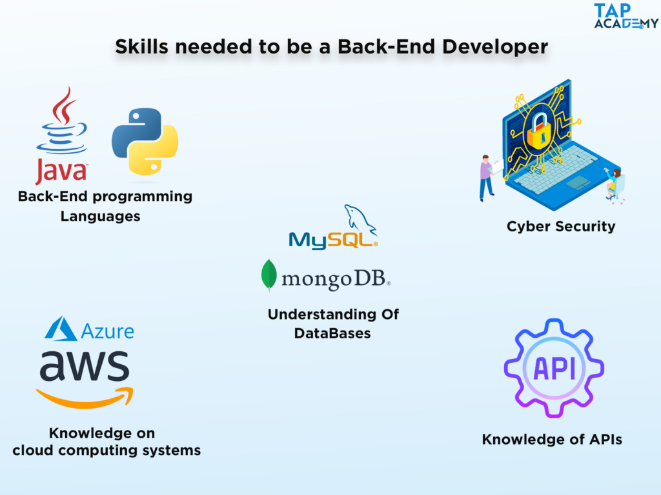 TAP
ACADEMY
Skills needed to be a Back-End Developer
Java
Back-End programming
Languages
Cyber Security
MySQL®
mongoDB®
Understanding Of
DataBases
Azure
aws
Knowledge on
cloud computing systems
API
Knowledge of APIs